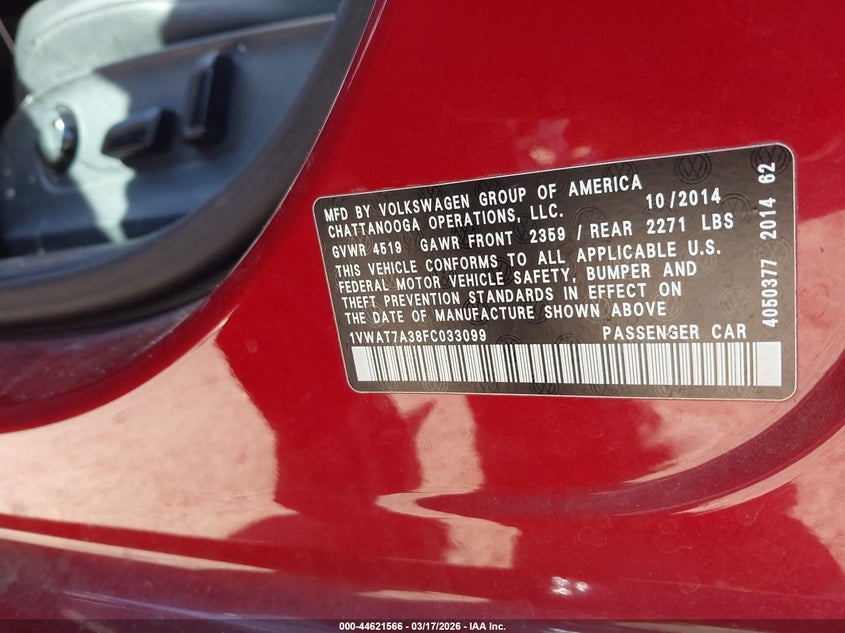 MFD BY VOLKSWAGEN GROUP OF AMERICA
CHATTANOOGA OPERATIONS, LLC. 10/2014
GVWR 4519 GAWR FRONT 2359 / REAR 2271 LBS
THIS VEHICLE CONFORMS TO ALL APPLICABLE U.S.
FEDERAL MOTOR VEHICLE SAFETY, BUMPER AND
THEFT PREVENTION STANDARDS IN EFFECT ON
THE DATE OF MANUFACTURE SHOWN ABOVE
1VWAT7A38FC033099 PASSENGER CAR
4050377 2014 62
000-44621566 — 03/17/2026 — IAA Inc.